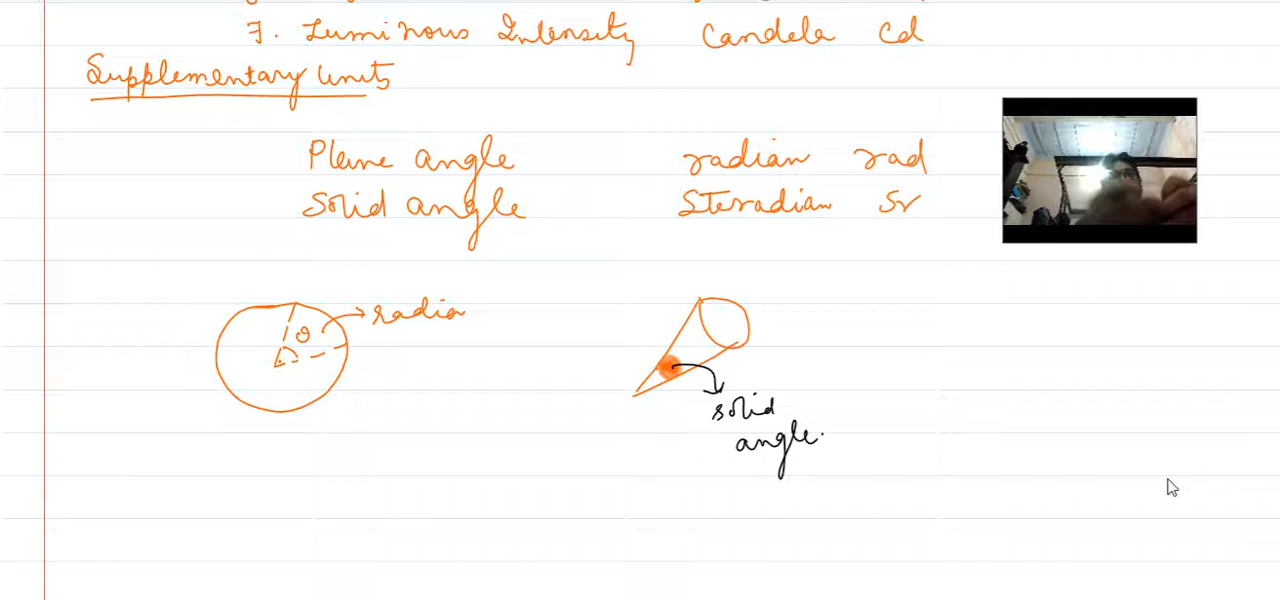 7. Luminous Intensity Candela Cd
Supplementary Units
Plane angle radian rad
Solid angle Steradian Sr
θ radia
solid
angle.